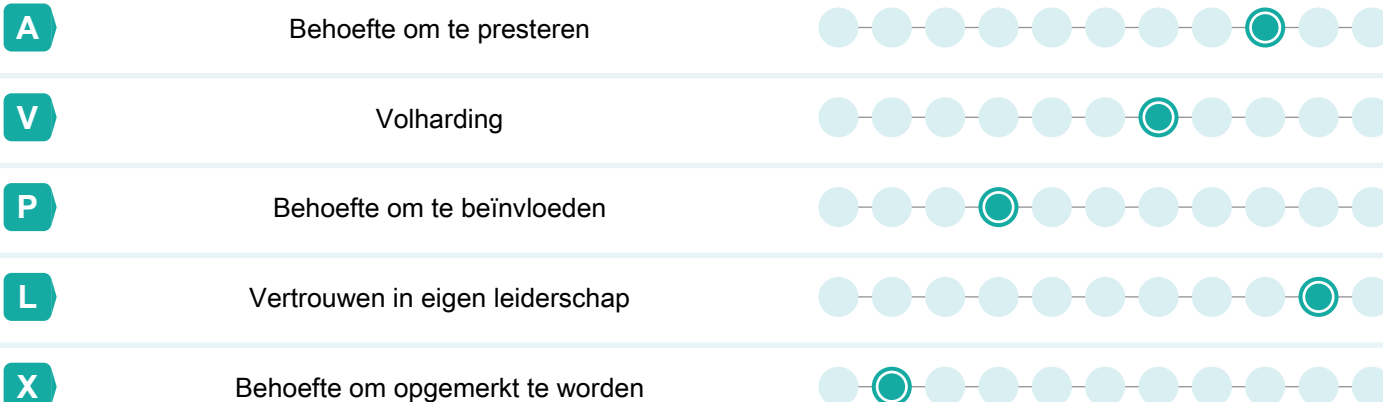 A Behoefte om te presteren
V Volharding
P Behoefte om te beïnvloeden
L Vertrouwen in eigen leiderschap
X Behoefte om opgemerkt te worden